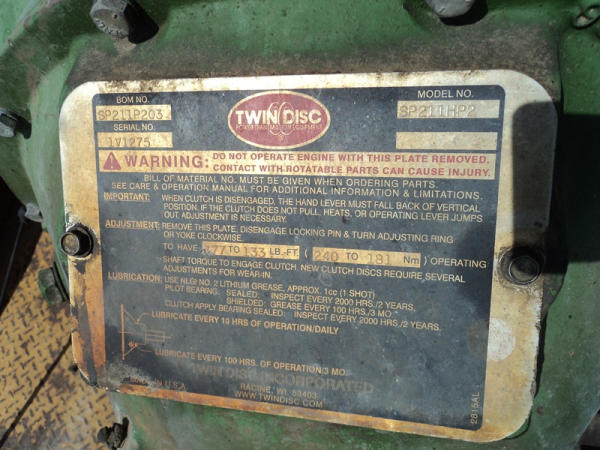 BOM NO.
SP211P203
SERIAL NO.
1V1275
TWIN DISC
MODEL NO.
SP211HP2
WARNING: DO NOT OPERATE ENGINE WITH THIS PLATE REMOVED.
CONTACT WITH ROTATABLE PARTS CAN CAUSE INJURY.
BILL OF MATERIAL NO. MUST BE GIVEN WHEN ORDERING PARTS.
SEE CARE & OPERATION MANUAL FOR ADDITIONAL INFORMATION & LIMITATIONS.
IMPORTANT: WHEN CLUTCH IS DISENGAGED, THE HAND LEVER MUST FALL BACK OF VERTICAL
POSITION. IF THE CLUTCH DOES NOT PULL, HEATS, OR OPERATING LEVER JUMPS
OUT, ADJUSTMENT IS NECESSARY.
ADJUSTMENT: REMOVE THIS PLATE, DISENGAGE LOCKING PIN & TURN ADJUSTING RING
OR YOKE CLOCKWISE.
TO HAVE 177 TO 133 LB.-FT. ( 240 TO 181 Nm ) OPERATING
SHAFT TORQUE TO ENGAGE CLUTCH. NEW CLUTCH DISCS REQUIRE SEVERAL
ADJUSTMENTS FOR WEAR-IN.
LUBRICATION: USE NLGI NO. 2 LITHIUM GREASE, APPROX. 1cc (1 SHOT)
PILOT BEARING: SEALED: INSPECT EVERY 2000 HRS./2 YEARS,
SHIELDED: GREASE EVERY 100 HRS./3 MO.
CLUTCH APPLY BEARING SEALED: INSPECT EVERY 2000 HRS./2 YEARS.
LUBRICATE EVERY 10 HRS OF OPERATION/DAILY
LUBRICATE EVERY 100 HRS. OF OPERATION/3 MO.
TWIN DISC INCORPORATED
RACINE, WI. 53403
WWW.TWINDISC.COM
IN U.S.A.
2815AL